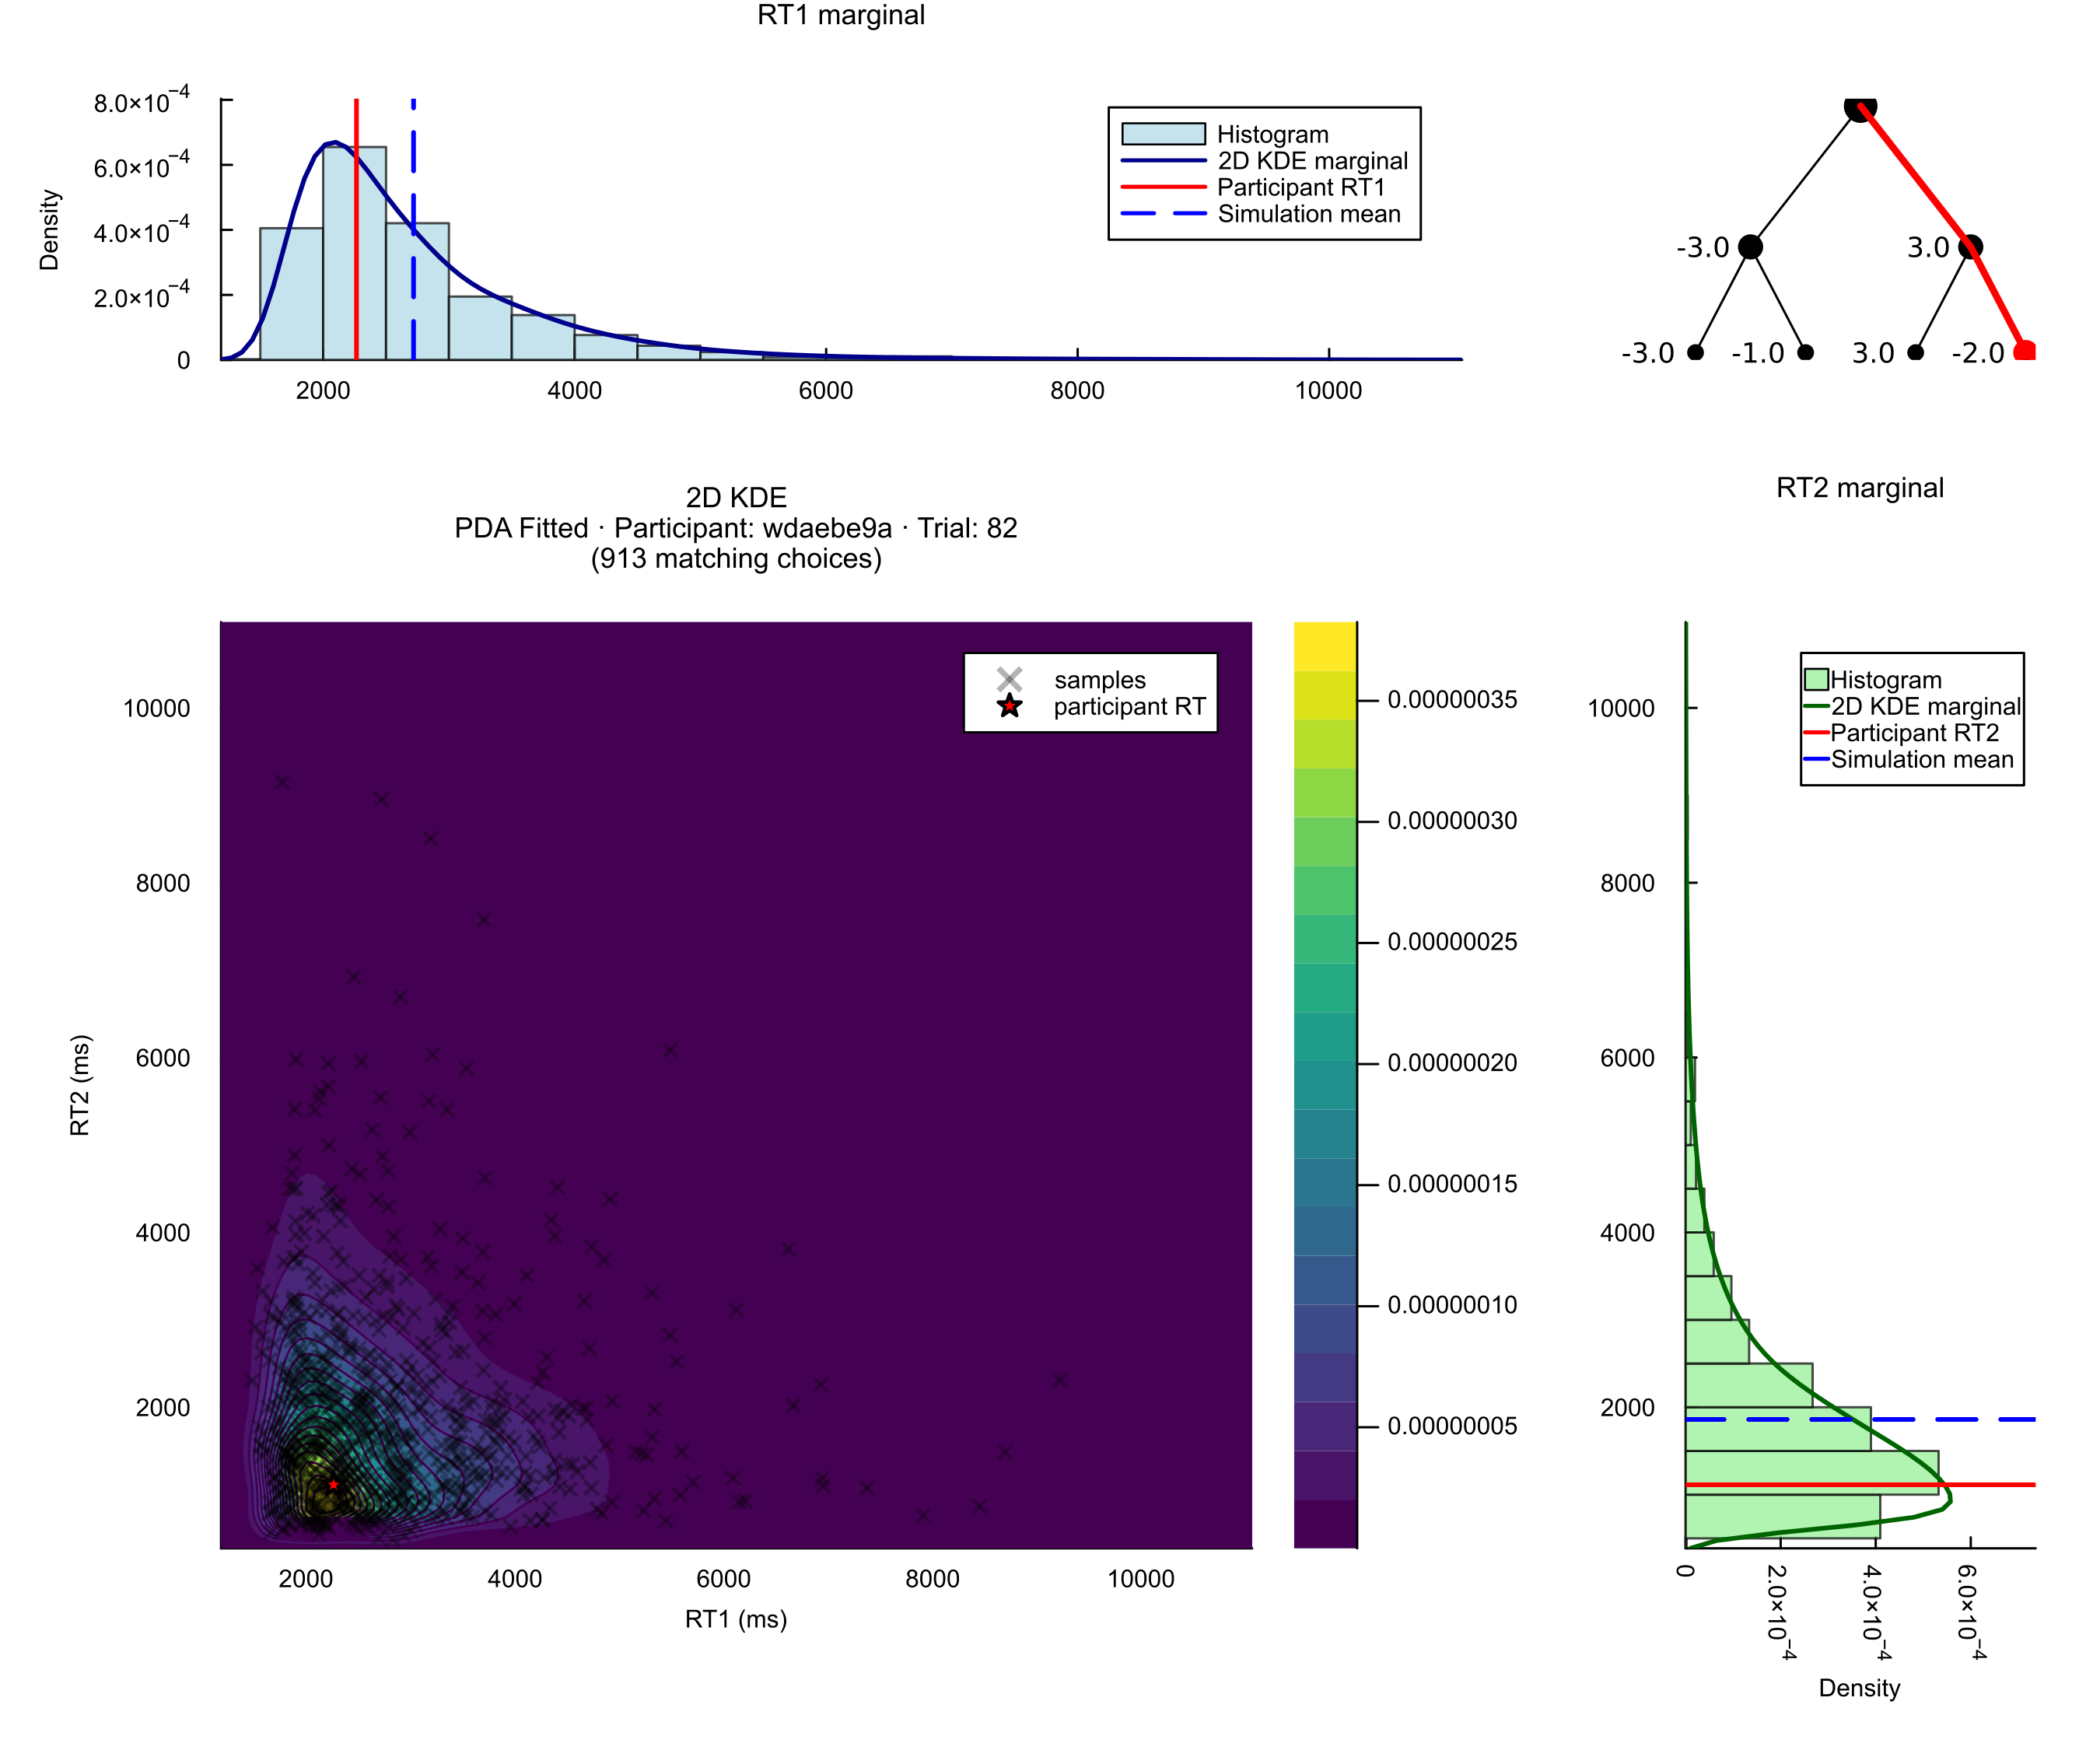 RT1 marginal
8.0×10⁻⁴
6.0×10⁻⁴
4.0×10⁻⁴
2.0×10⁻⁴
0
Density
2000
4000
6000
8000
10000
Histogram
2D KDE marginal
Participant RT1
Simulation mean
-3.0
3.0
-3.0
-1.0
3.0
-2.0
2D KDE
PDA Fitted · Participant: wdaebe9a · Trial: 82
(913 matching choices)
samples
participant RT
10000
8000
6000
4000
2000
RT2 (ms)
2000
4000
6000
8000
10000
RT1 (ms)
0.00000035
0.00000030
0.00000025
0.00000020
0.00000015
0.00000010
0.00000005
RT2 marginal
Histogram
2D KDE marginal
Participant RT2
Simulation mean
10000
8000
6000
4000
2000
0
2.0×10⁻⁴
4.0×10⁻⁴
6.0×10⁻⁴
Density